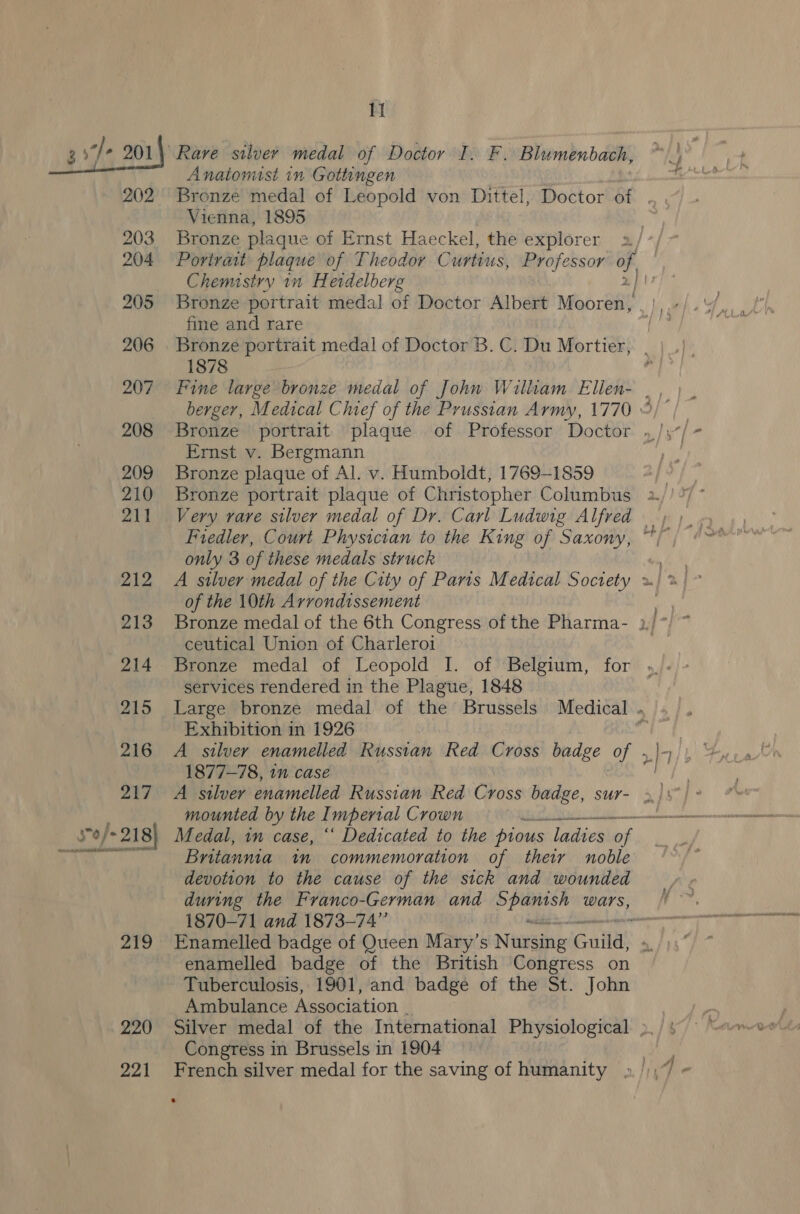 11
35/- 201 Rare silver medal of Doctor I. F. Blumenbach,
Anatomist in Gottingen
202 Bronze medal of Leopold von Dittel, Doctor of
Vienna, 1895
203 Bronze plaque of Ernst Haeckel, the explorer
204 Portrait plaque of Theodor Curtius, Professor of
Chemistry in Heidelberg
205 Bronze portrait medal of Doctor Albert Mooren,
fine and rare
206 Bronze portrait medal of Doctor B. C. Du Mortier,
1878
207 Fine large bronze medal of John William Ellen-
berger, Medical Chief of the Prussian Army, 1770
208 Bronze portrait plaque of Professor Doctor
Ernst v. Bergmann
209 Bronze plaque of Al. v. Humboldt, 1769–1859
210 Bronze portrait plaque of Christopher Columbus
211 Very rare silver medal of Dr. Carl Ludwig Alfred
Fiedler, Court Physician to the King of Saxony,
only 3 of these medals struck
212 A silver medal of the City of Paris Medical Society
of the 10th Arrondissement
213 Bronze medal of the 6th Congress of the Pharma-
ceutical Union of Charleroi
214 Bronze medal of Leopold I. of Belgium, for
services rendered in the Plague, 1848
215 Large bronze medal of the Brussels Medical
Exhibition in 1926
216 A silver enamelled Russian Red Cross badge of
1877–78, in case
217 A silver enamelled Russian Red Cross badge, sur-
mounted by the Imperial Crown
50/- 218 Medal, in case, “ Dedicated to the pious ladies of
Britannia in commemoration of their noble
devotion to the cause of the sick and wounded
during the Franco-German and Spanish wars,
1870–71 and 1873–74”
219 Enamelled badge of Queen Mary’s Nursing Guild,
enamelled badge of the British Congress on
Tuberculosis, 1901, and badge of the St. John
Ambulance Association
220 Silver medal of the International Physiological
Congress in Brussels in 1904
221 French silver medal for the saving of humanity